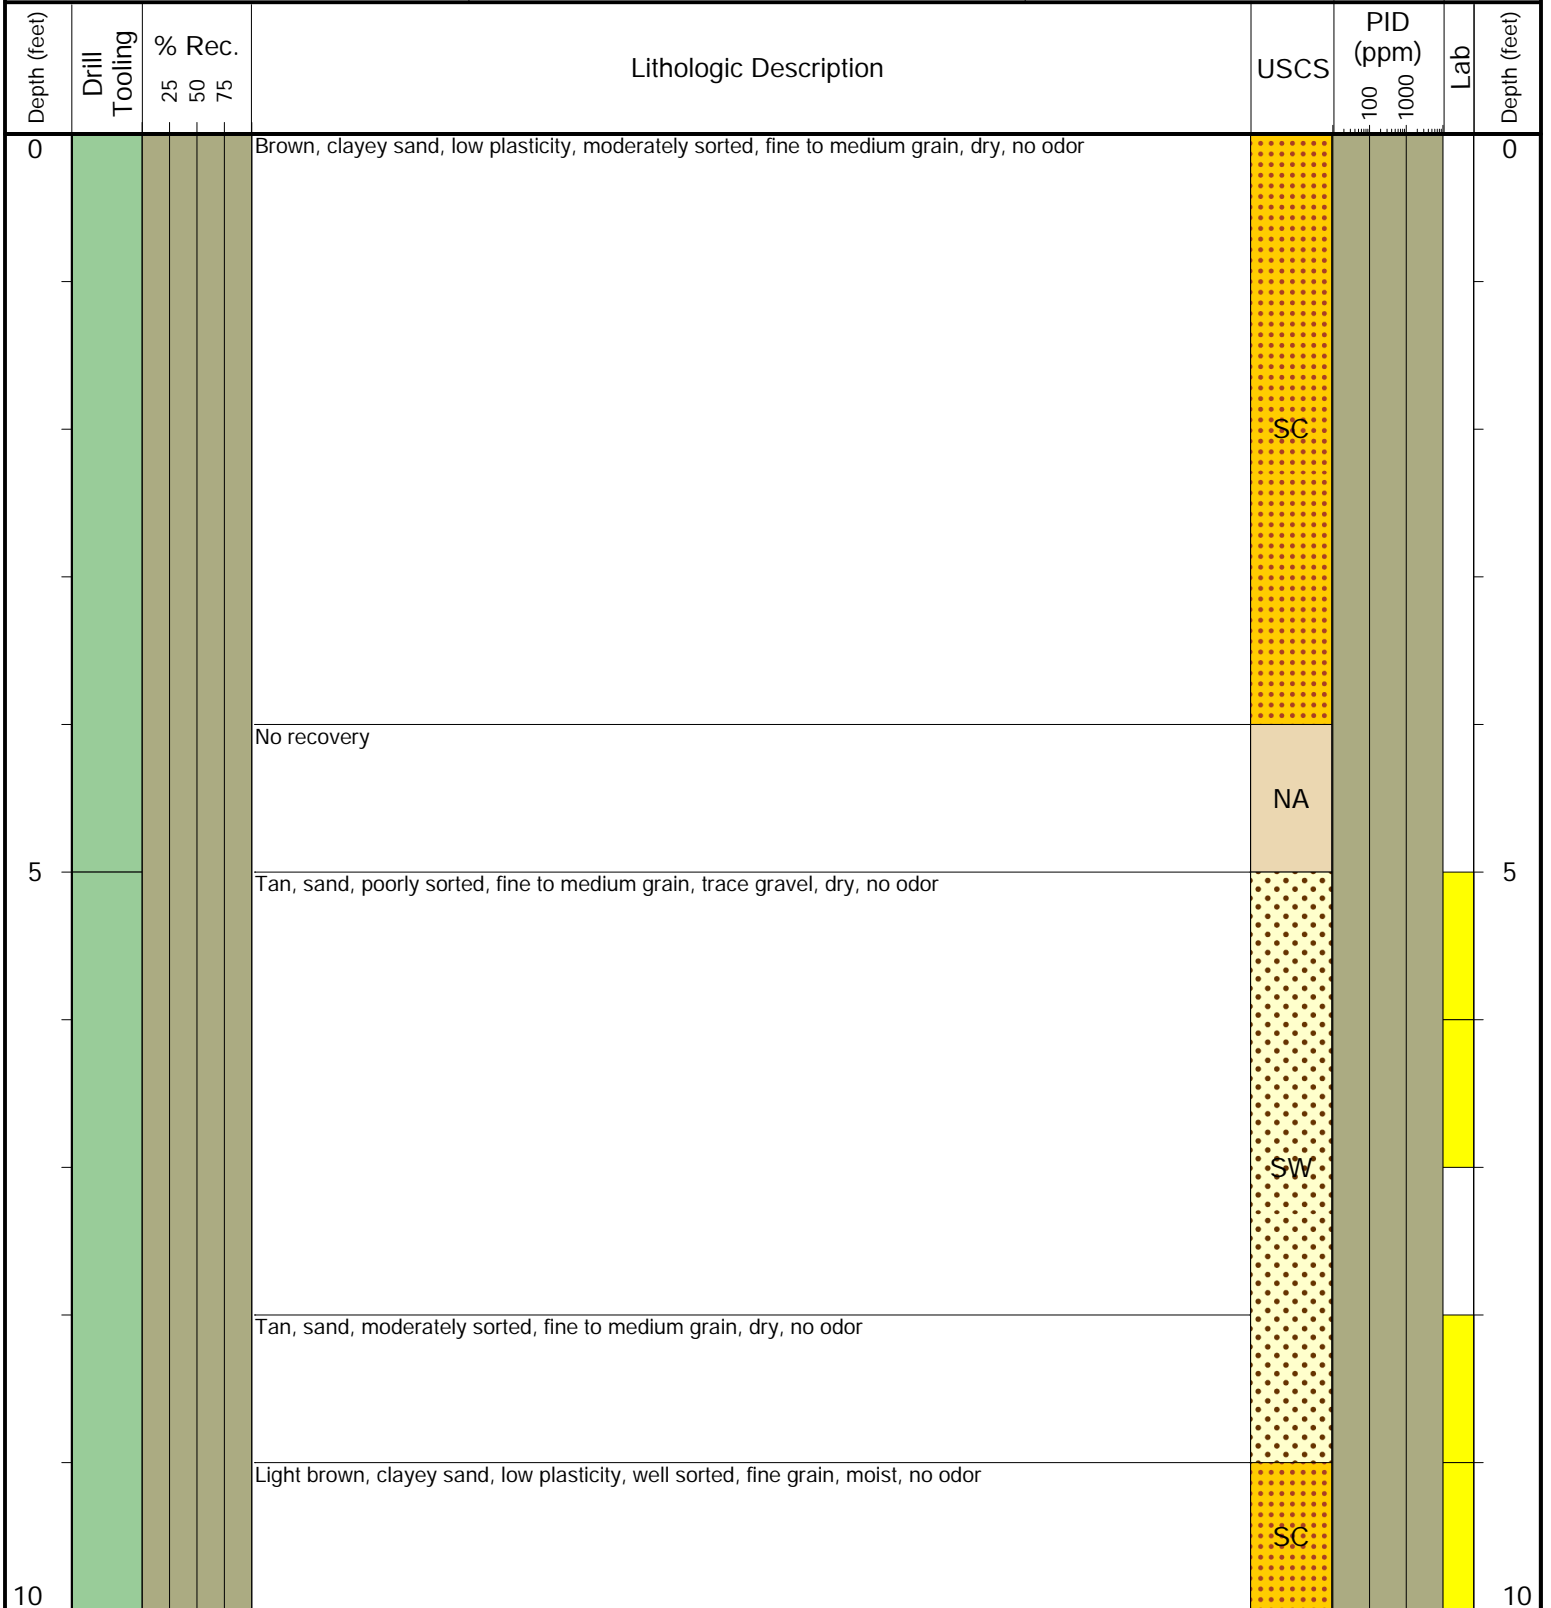 Depth (feet)
Drill
Tooling
% Rec.
25
50
75
Lithologic Description
USCS
PID
(ppm)
100
1000
Lab
Depth (feet)
0
Brown, clayey sand, low plasticity, moderately sorted, fine to medium grain, dry, no odor
0
SC
No recovery
NA
5
Tan, sand, poorly sorted, fine to medium grain, trace gravel, dry, no odor
5
SW
Tan, sand, moderately sorted, fine to medium grain, dry, no odor
Light brown, clayey sand, low plasticity, well sorted, fine grain, moist, no odor
SC
10
10